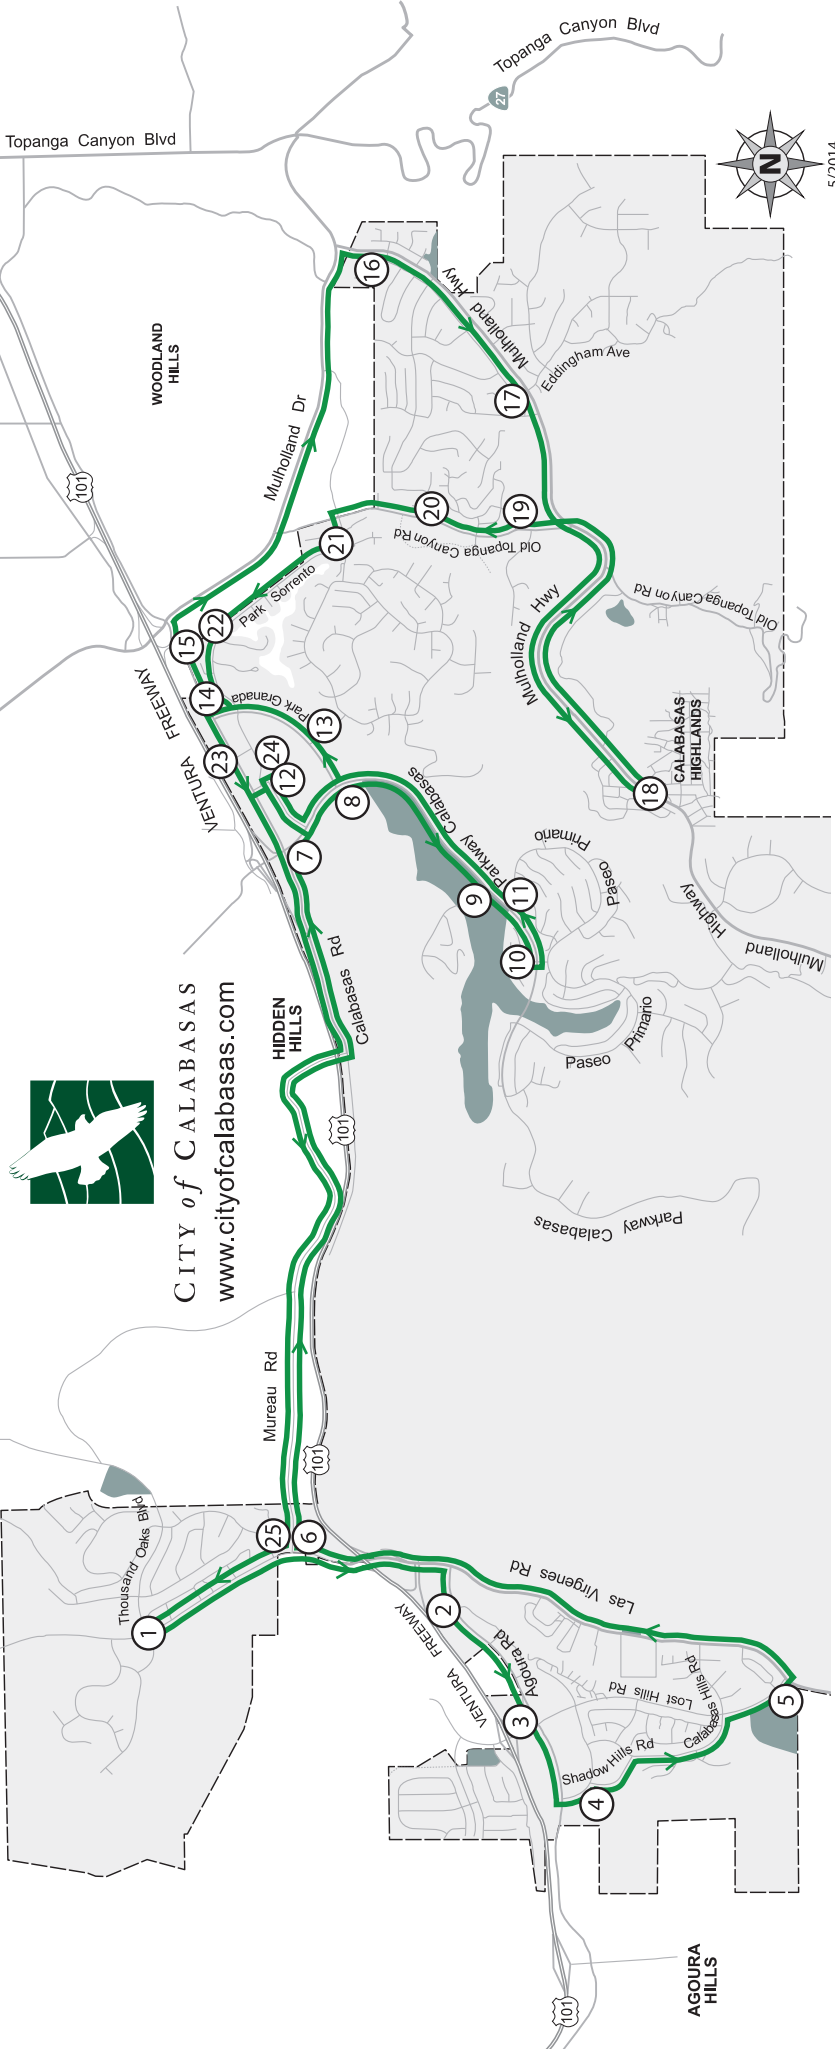 Topanga Canyon Blvd
Topanga Canyon Blvd
27
N
5/2014
WOODLAND
HILLS
101
Mulholland Dr
16
Mulholland Hwy
Eddingham Ave
17
20
19
Old Topanga Canyon Rd
21
Park Sorrento
22
15
14
Park Granada
13
FREEWAY
VENTURA
23
24
12
8
7
Mulholland Hwy
Old Topanga Canyon Rd
CALABASAS
HIGHLANDS
18
Parkway Calabasas
9
11
10
Paseo Primario
Mulholland Highway
Paseo Primario
Calabasas Rd
HIDDEN
HILLS
101
CITY of CALABASAS
www.cityofcalabasas.com
Parkway Calabasas
Mureau Rd
101
Thousand Oaks Blvd
25
6
1
2
FREEWAY
VENTURA
Las Virgenes Rd
Agoura Rd
3
Lost Hills Rd
Calabasas Hills Rd
5
Shadow Hills Rd
4
AGOURA
HILLS
101